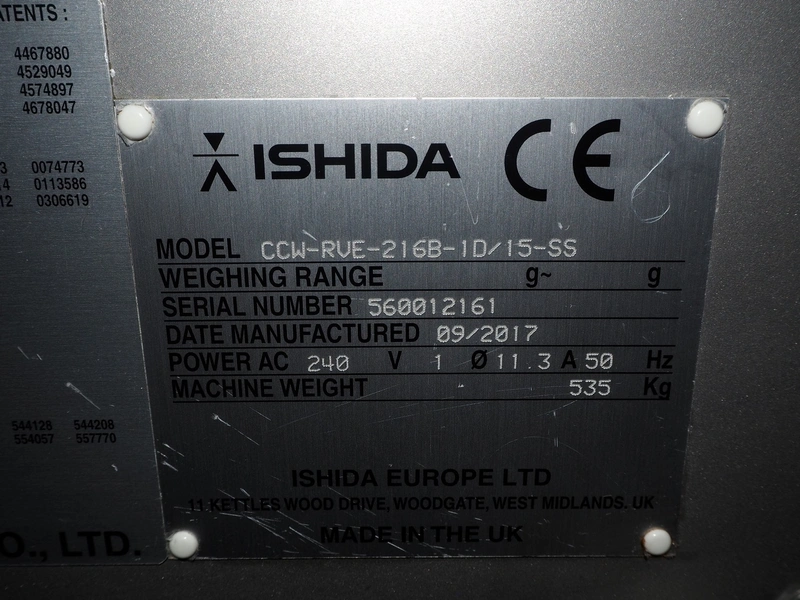 ATENTS :
4467880
4529049
4574897
4678047
3 0074773
14 0113586
12 0306619
544128 544208
554057 557770
O., LTD.
ISHIDA CE
MODEL CCW-RVE-216B-1D/15-SS
WEIGHING RANGE g~ g
SERIAL NUMBER 560012161
DATE MANUFACTURED 09/2017
POWER AC 240 V 1 Ø 11.3 A 50 Hz
MACHINE WEIGHT 535 Kg
ISHIDA EUROPE LTD
11 KETTLES WOOD DRIVE, WOODGATE, WEST MIDLANDS. UK
MADE IN THE UK